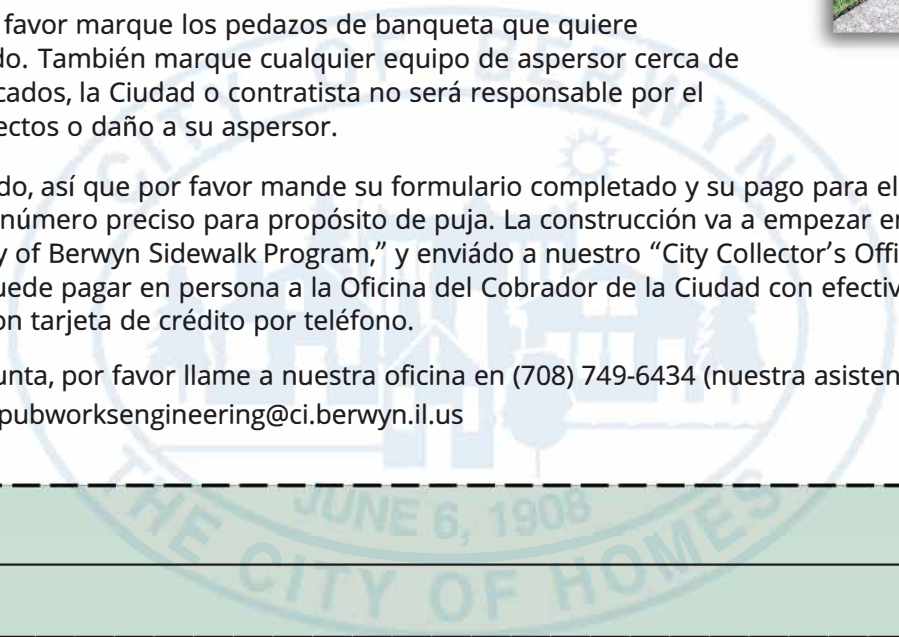 favor marque los pedazos de banqueta que quiere
do. También marque cualquier equipo de aspersor cerca de
cados, la Ciudad o contratista no será responsable por el
ectos o daño a su aspersor.
do, así que por favor mande su formulario completado y su pago para el
número preciso para propósito de puja. La construcción va a empezar en
y of Berwyn Sidewalk Program,” y enviádo a nuestro “City Collector’s Offi
uede pagar en persona a la Oficina del Cobrador de la Ciudad con efectiv
on tarjeta de crédito por teléfono.
unta, por favor llame a nuestra oficina en (708) 749-6434 (nuestra asisten
pubworksengineering@ci.berwyn.il.us
CITY OF BERWYN
JUNE 6, 1908
THE CITY OF HOMES